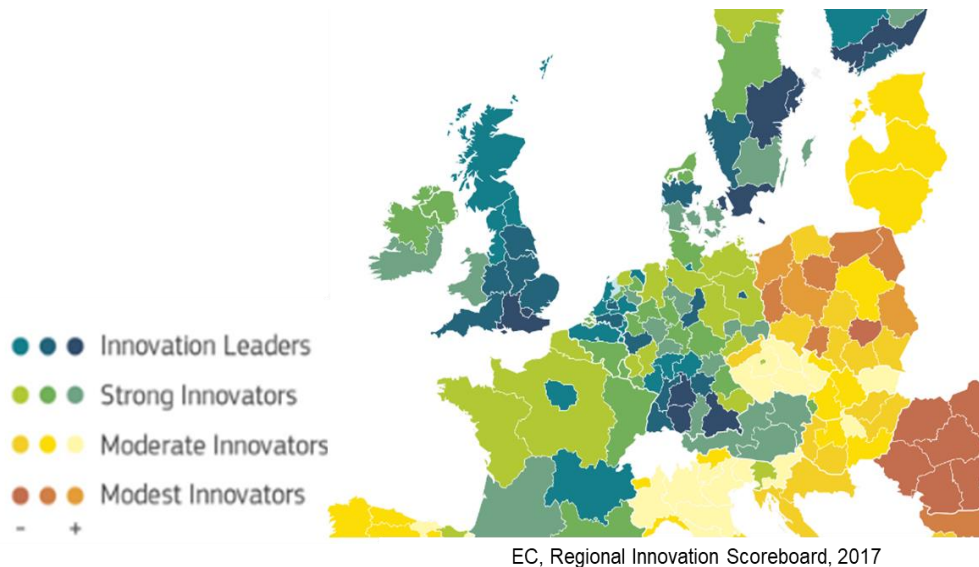 Innovation Leaders
Strong Innovators
Moderate Innovators
Modest Innovators
- +
EC, Regional Innovation Scoreboard, 2017